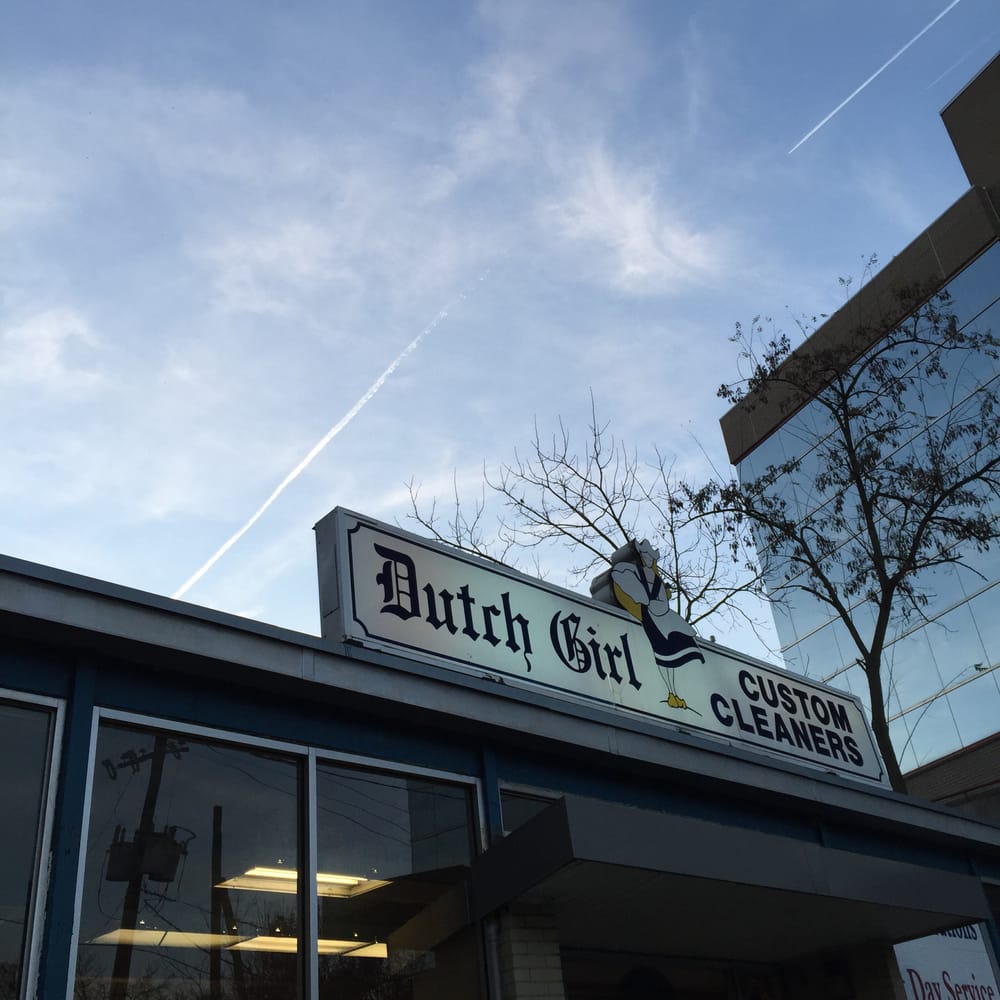 Dutch Girl
CUSTOM
CLEANERS
Day Service